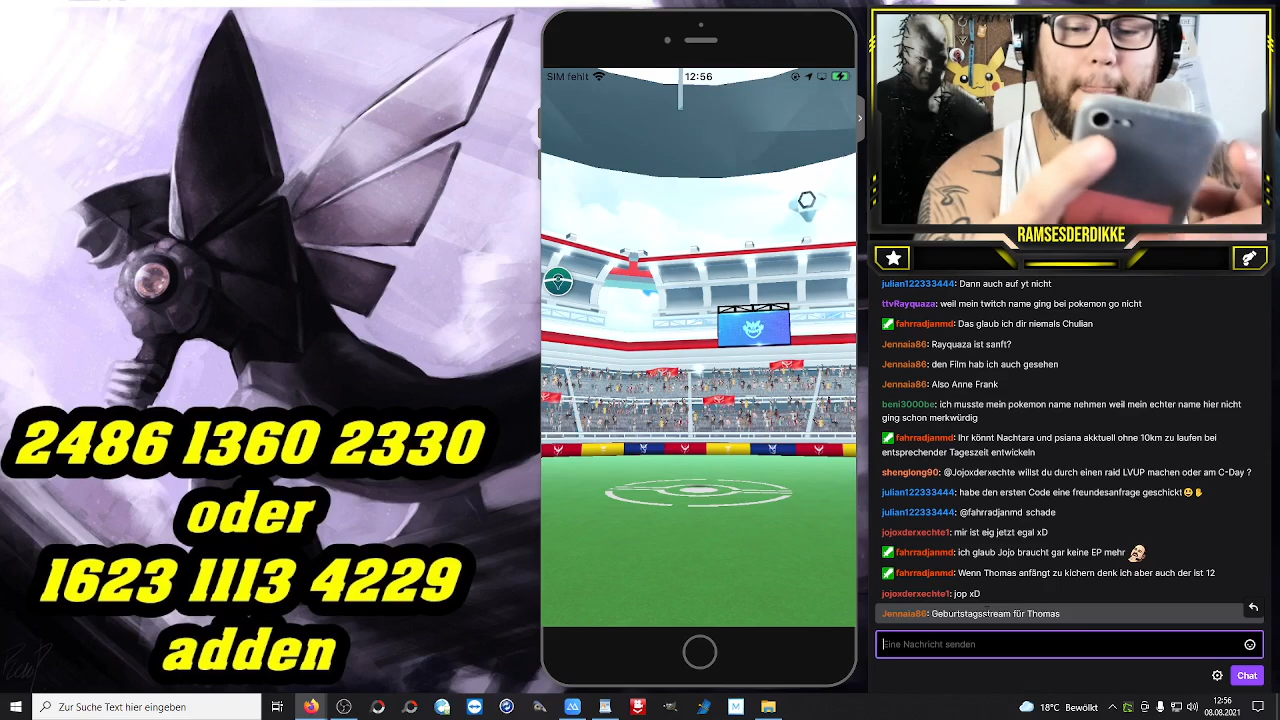 2486 1360 2330
oder
1623 1113 4229
adden
SIM fehlt
12:56
RAMSESDERDIKKE
julian122333444: Dann auch auf yt nicht
ttvRayquaza: weil mein twitch name ging bei pokemon go nicht
fahrradjanmd: Das glaub ich dir niemals Chulian
Jennaia86: Rayquaza ist sanft?
Jennaia86: den Film hab ich auch gesehen
Jennaia86: Also Anne Frank
beni3000be: ich musste mein pokemon name nehmen weil mein echter name hier nicht
ging schon merkwürdig
fahrradjanmd: Ihr könnt Nachtara und psiana akktuell ohne 10km zu laufen bei
entsprechender Tageszeit entwickeln
shenglong90: @Jojoxderxechte willst du durch einen raid LVUP machen oder am C-Day ?
julian122333444: habe den ersten Code eine freundesanfrage geschickt😀✋
julian122333444: @fahrradjanmd schade
jojoxderxechte1: mir ist eig jetzt egal xD
fahrradjanmd: ich glaub Jojo braucht gar keine EP mehr
fahrradjanmd: Wenn Thomas anfängt zu kichern denk ich aber auch der ist 12
jojoxderxechte1: jop xD
Jennaia86: Geburtstagsstream für Thomas
Eine Nachricht senden
Chat
Zur Suche Text hier eingeben
18°C Bewölkt
12:56
08.08.2021